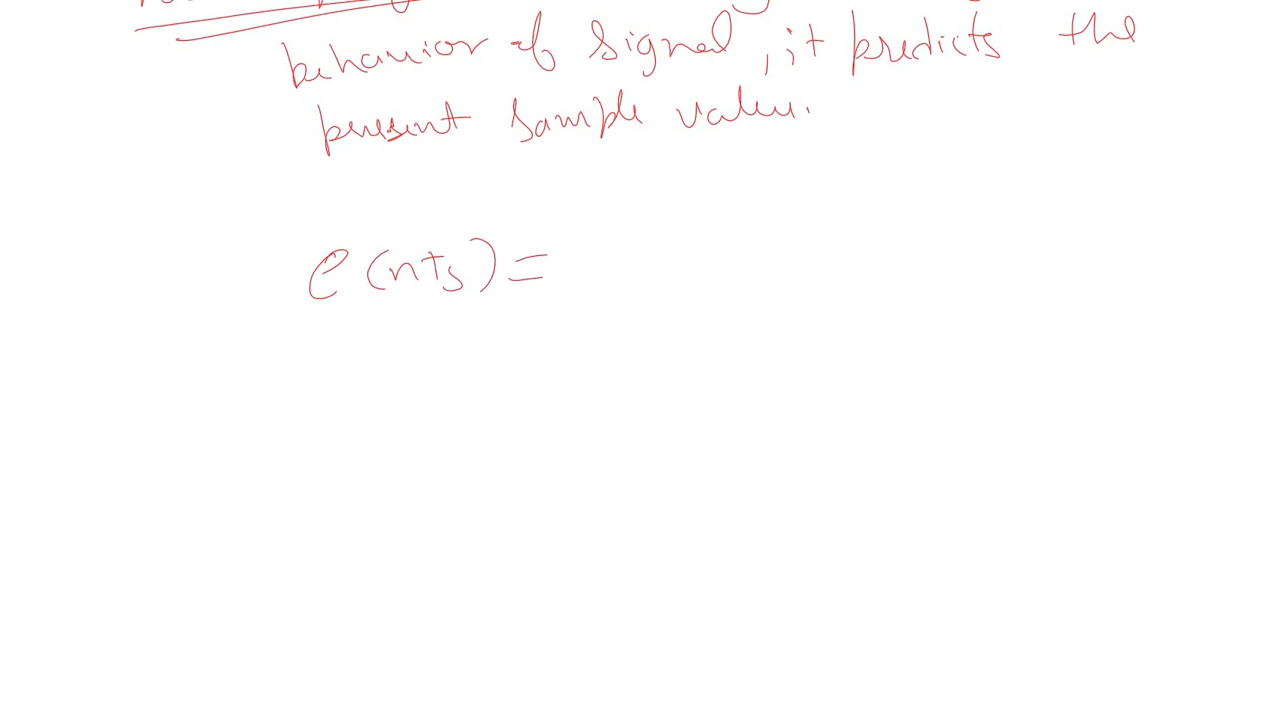 behavior of signal, it predicts the
present sample value.
e(nts) =